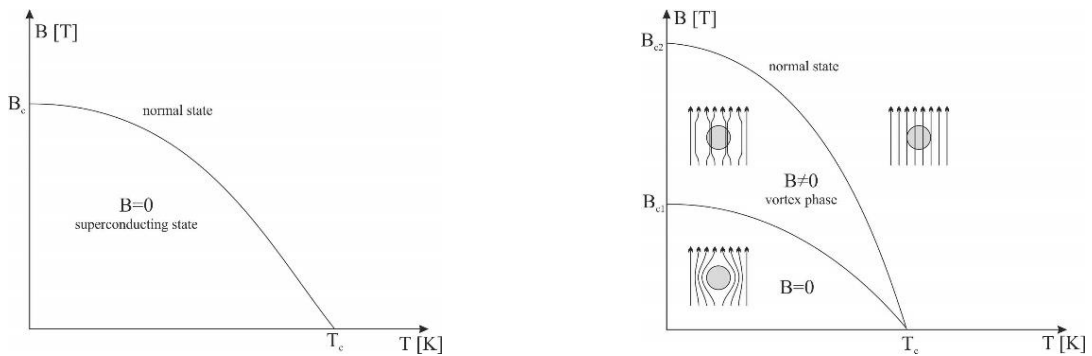 B [T]
B_c
normal state
B=0
superconducting state
T_c
T [K]
B [T]
B_c2
normal state
B≠0
vortex phase
B_c1
B=0
T_c
T [K]